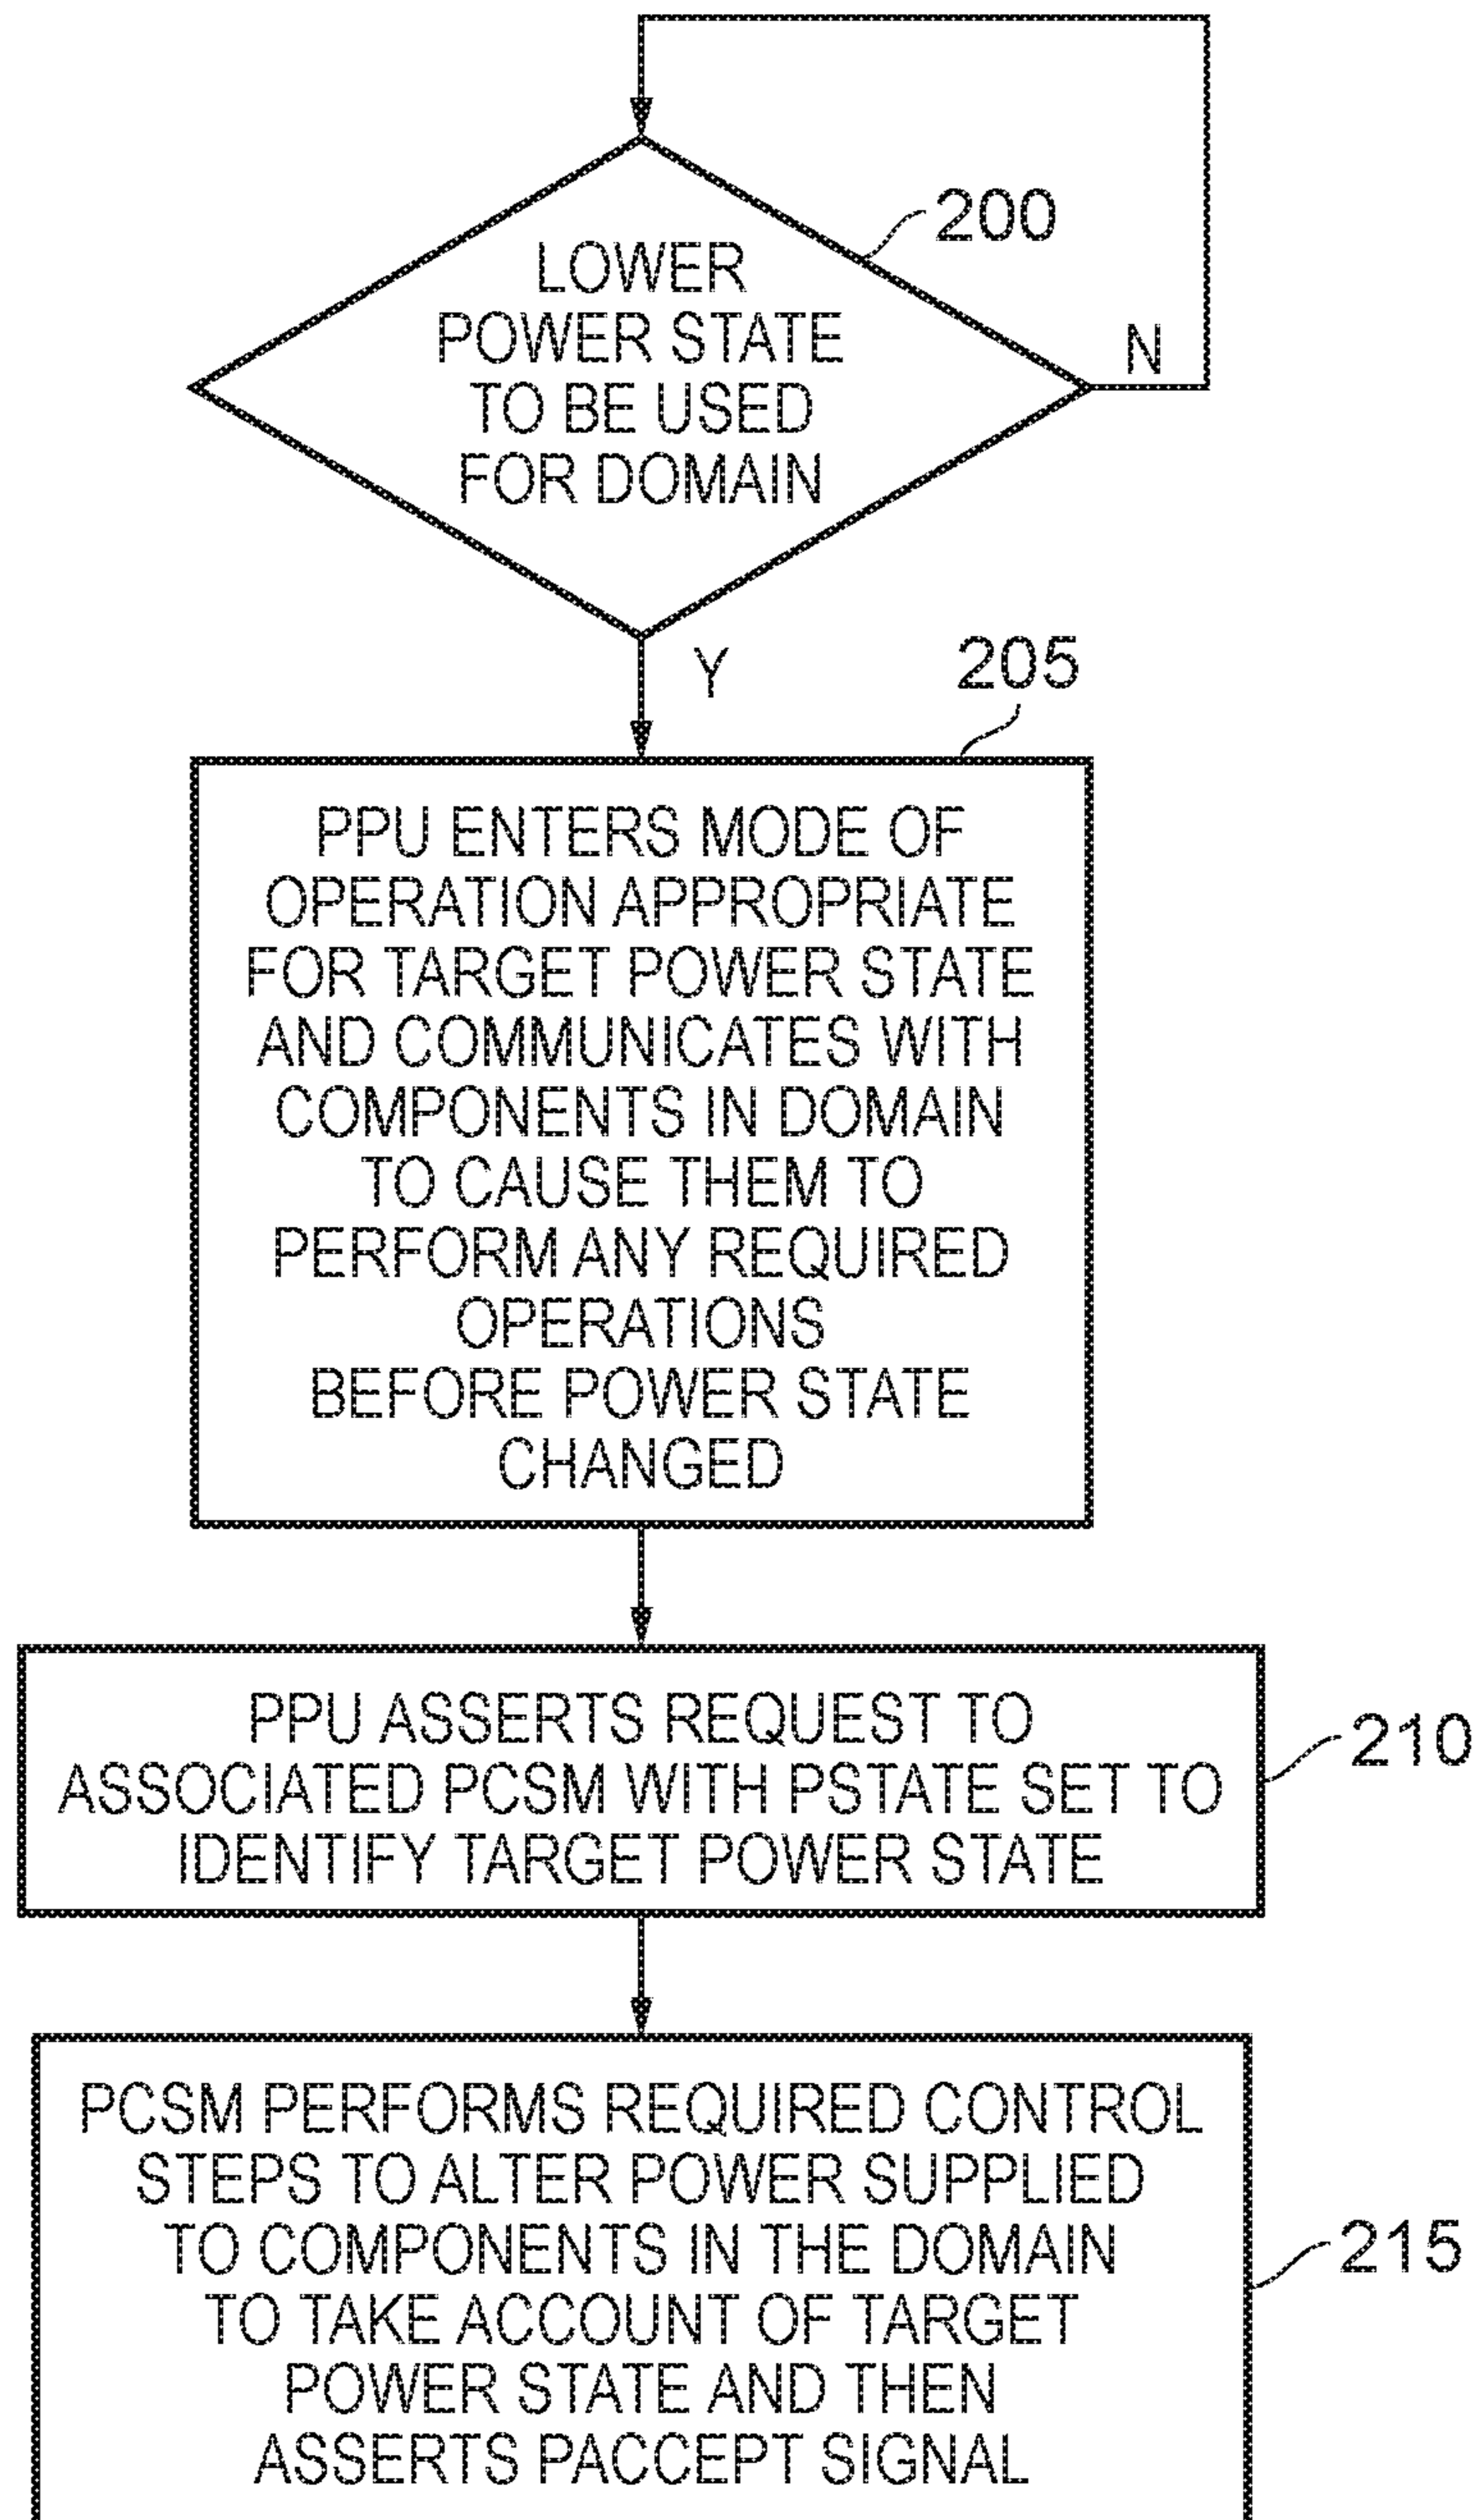 200
LOWER
POWER STATE
TO BE USED
FOR DOMAIN
N
Y
205
PPU ENTERS MODE OF
OPERATION APPROPRIATE
FOR TARGET POWER STATE
AND COMMUNICATES WITH
COMPONENTS IN DOMAIN
TO CAUSE THEM TO
PERFORM ANY REQUIRED
OPERATIONS
BEFORE POWER STATE
CHANGED
PPU ASSERTS REQUEST TO
ASSOCIATED PCSM WITH PSTATE SET TO
IDENTIFY TARGET POWER STATE
210
PCSM PERFORMS REQUIRED CONTROL
STEPS TO ALTER POWER SUPPLIED
TO COMPONENTS IN THE DOMAIN
TO TAKE ACCOUNT OF TARGET
POWER STATE AND THEN
ASSERTS PACCEPT SIGNAL
215